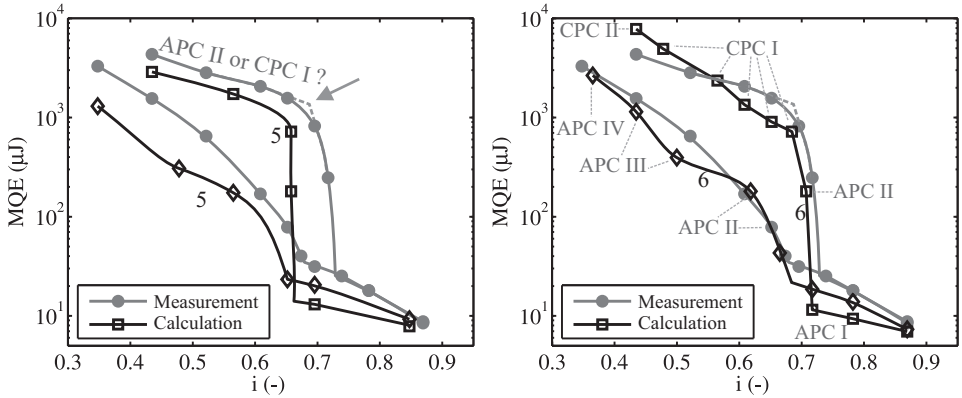 10^4
10^3
10^2
10^1
MQE (μJ)
APC II or CPC I ?
5
5
Measurement
Calculation
0.3 0.4 0.5 0.6 0.7 0.8 0.9
i (-)
10^4
10^3
10^2
10^1
MQE (μJ)
CPC II
CPC I
APC IV
APC III
6
APC II
6
APC II
Measurement
Calculation
APC I
0.3 0.4 0.5 0.6 0.7 0.8 0.9
i (-)